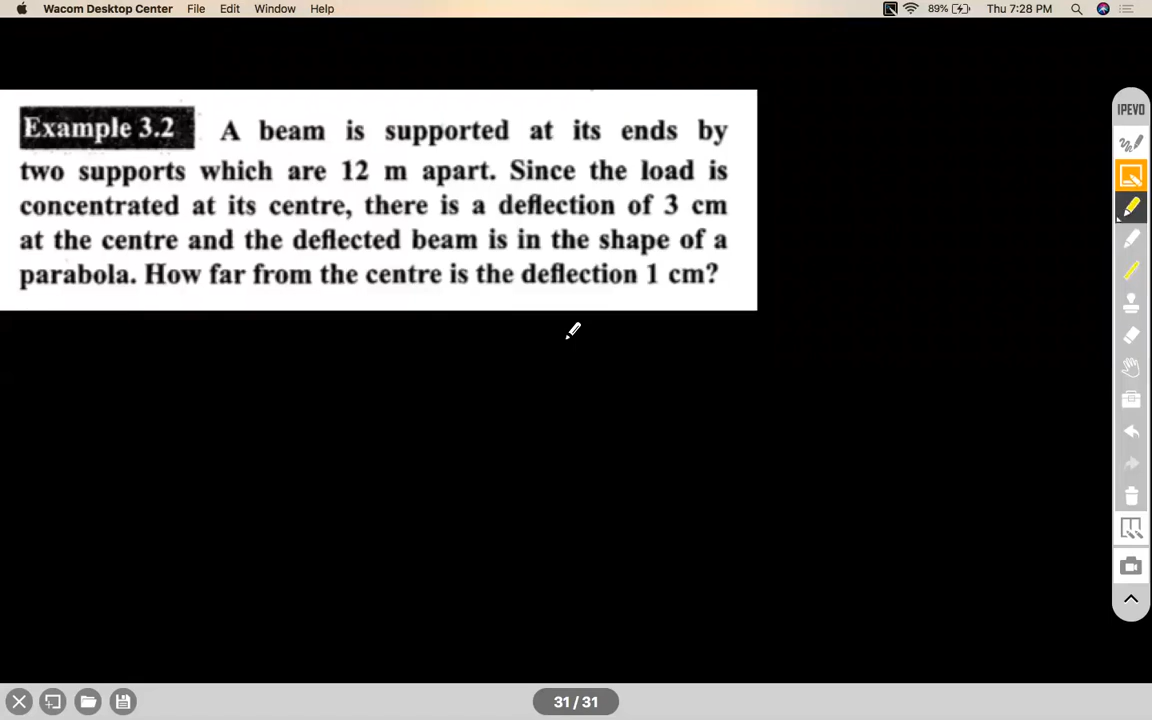 Wacom Desktop Center File Edit Window Help 89% Thu 7:28 PM
IPEVO
Example 3.2 A beam is supported at its ends by
two supports which are 12 m apart. Since the load is
concentrated at its centre, there is a deflection of 3 cm
at the centre and the deflected beam is in the shape of a
parabola. How far from the centre is the deflection 1 cm?
31 / 31